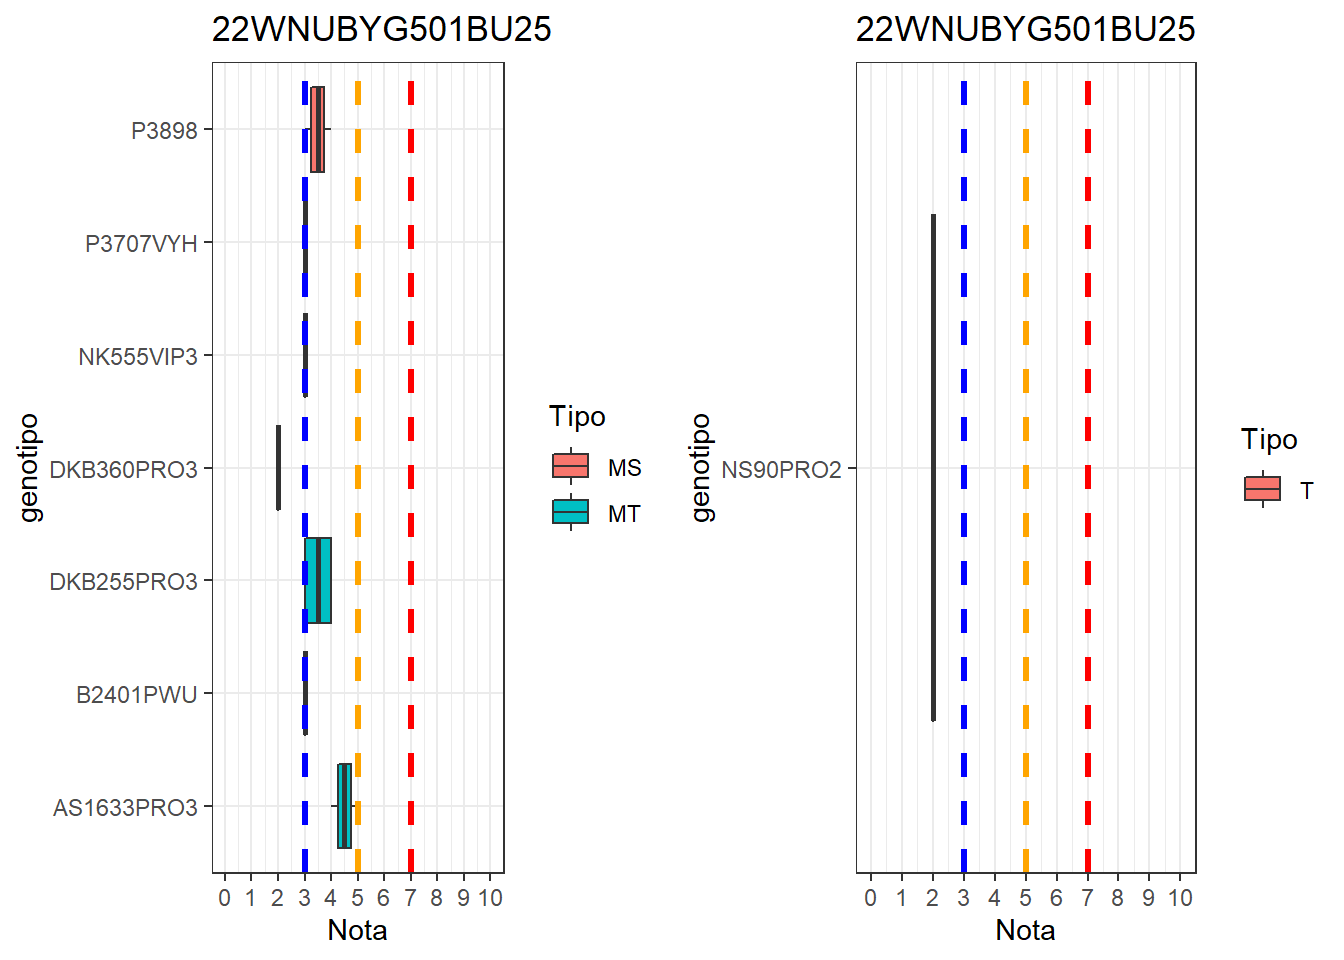 22WNUBYG501BU25
genotipo
P3898
P3707VYH
NK555VIP3
DKB360PRO3
DKB255PRO3
B2401PWU
AS1633PRO3
0 1 2 3 4 5 6 7 8 9 10
Nota
Tipo
MS
MT
22WNUBYG501BU25
genotipo
NS90PRO2
0 1 2 3 4 5 6 7 8 9 10
Nota
Tipo
T